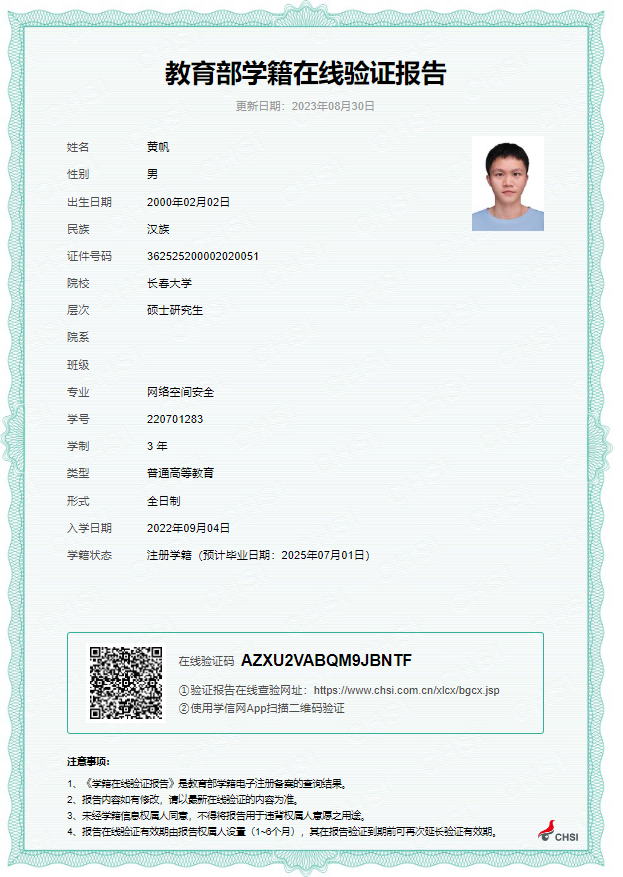 教育部学籍在线验证报告
更新日期：2023年08月30日
姓名 黄帆
性别 男
出生日期 2000年02月02日
民族 汉族
证件号码 362525200002020051
院校 长春大学
层次 硕士研究生
院系
班级
专业 网络空间安全
学号 220701283
学制 3 年
类型 普通高等教育
形式 全日制
入学日期 2022年09月04日
学籍状态 注册学籍（预计毕业日期：2025年07月01日）
在线验证码 AZXU2VABQM9JBNTF
①验证报告在线查验网址：https://www.chsi.com.cn/xlcx/bgcx.jsp
②使用学信网App扫描二维码验证
注意事项：
1、《学籍在线验证报告》是教育部学籍电子注册备案的查询结果。
2、报告内容如有修改，请以最新在线验证的内容为准。
3、未经学籍信息权属人同意，不得将报告用于违背权属人意愿之用途。
4、报告在线验证有效期由报告权属人设置（1~6个月），其在报告验证到期前可再次延长验证有效期。
CHSI